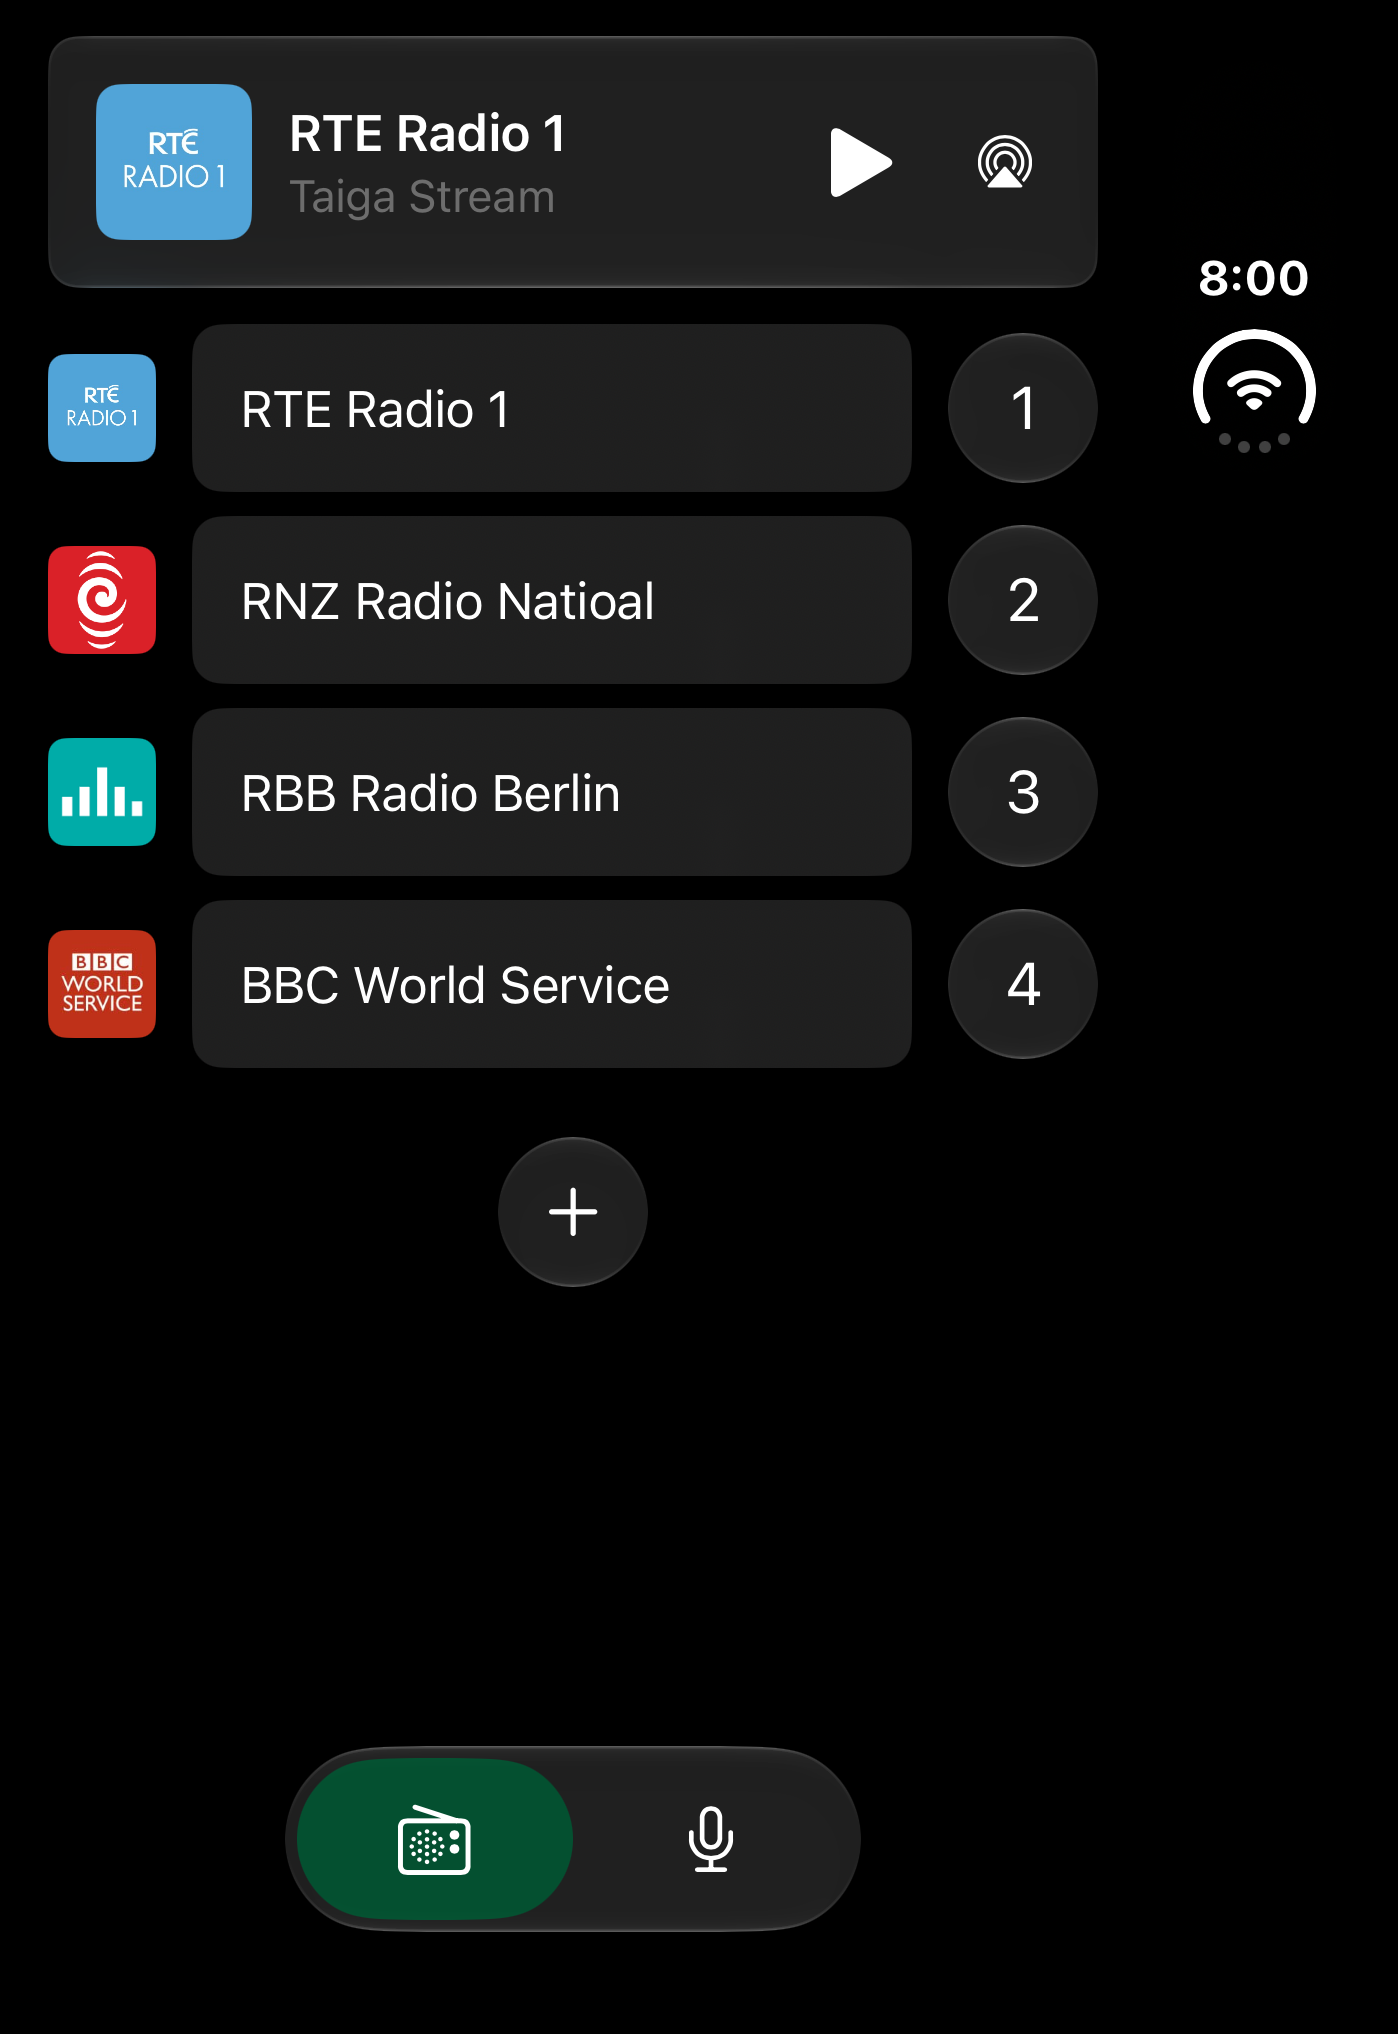 RTÉ
RADIO 1
RTE Radio 1
Taiga Stream
8:00
RTÉ
RADIO 1
RTE Radio 1
1
RNZ Radio Natioal
2
RBB Radio Berlin
3
BBC
WORLD
SERVICE
BBC World Service
4